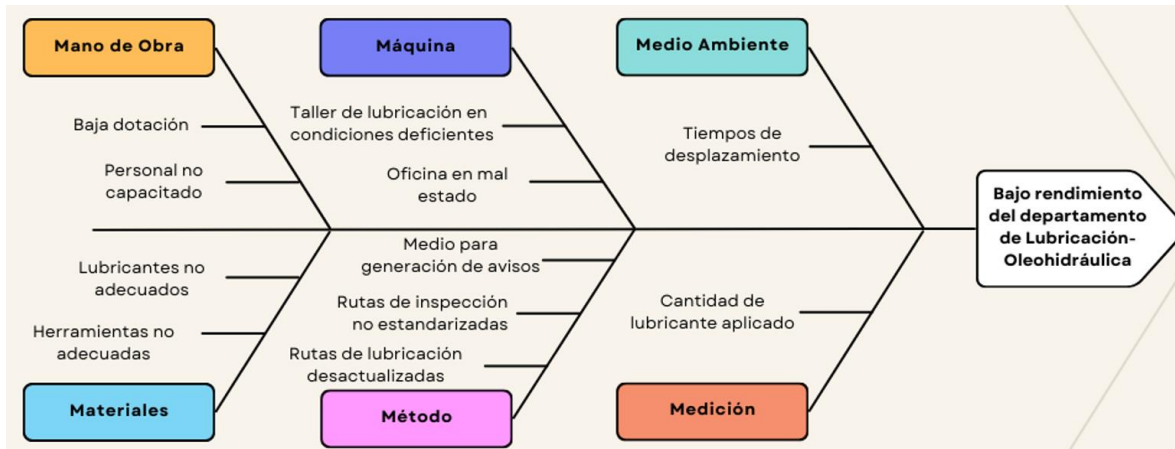 Mano de Obra
Máquina
Medio Ambiente
Baja dotación
Personal no
capacitado
Taller de lubricación en
condiciones deficientes
Oficina en mal
estado
Tiempos de
desplazamiento
Bajo rendimiento
del departamento
de Lubricación-
Oleohidráulica
Lubricantes no
adecuados
Herramientas no
adecuadas
Medio para
generación de avisos
Rutas de inspección
no estandarizadas
Rutas de lubricación
desactualizadas
Cantidad de
lubricante aplicado
Materiales
Método
Medición